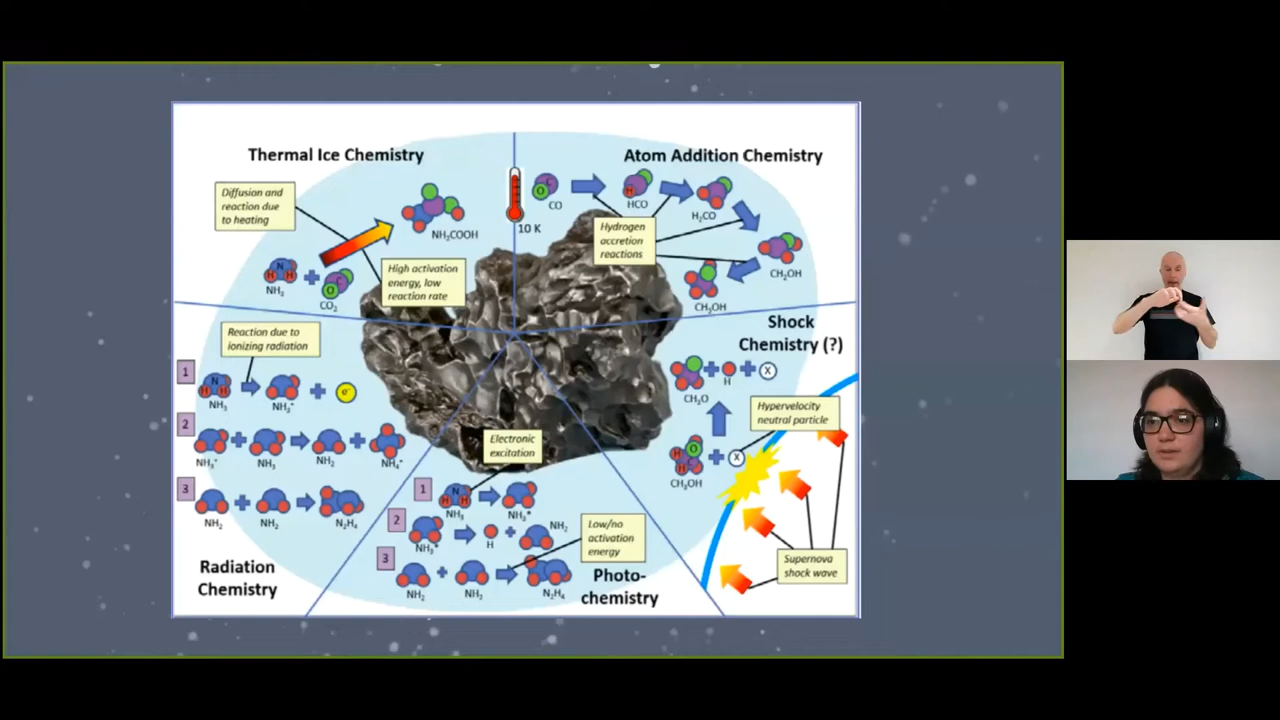 Thermal Ice Chemistry
Diffusion and
reaction due
to heating
NH₂COOH
High activation
energy, low
reaction rate
N
H H
NH₃
+
O C
CO₂
10 K
Atom Addition Chemistry
O C
CO
H
HCO
H₂CO
Hydrogen
accretion
reactions
CH₂OH
CH₃OH
Shock
Chemistry (?)
+ + X
H
CH₂O
Hypervelocity
neutral particle
O
H C
H
+ X
CH₂OH
Supernova
shock wave
Reaction due to
ionizing radiation
1
N
H H
NH₃
NH₃⁺
+ e⁻
2
NH₃⁺
+
NH₃
NH₂
+
NH₄⁺
3
NH₂
+
NH₂
N₂H₄
Radiation
Chemistry
Electronic
excitation
1
N
H H
NH₃
NH₃*
2
NH₃*
H
+
NH₂
Low/no
activation
energy
3
NH₂
+
NH₂
N₂H₄
Photo-
chemistry